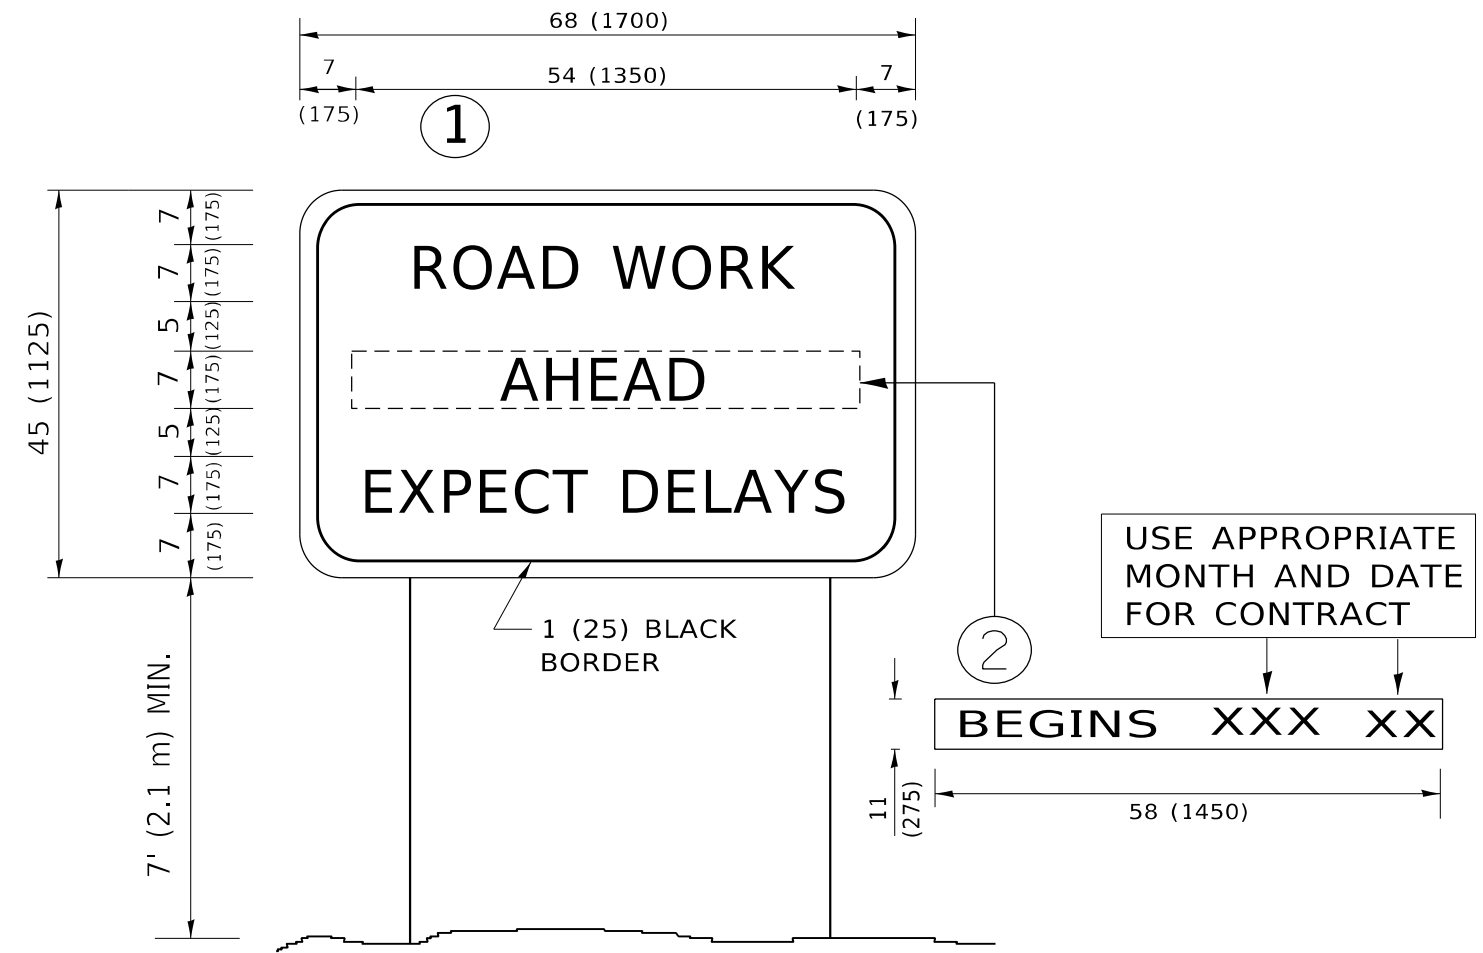 68 (1700)
7
54 (1350)
7
(175)
(175)
1
7
(175)
7
(175)
5
(125)
7
(175)
5
(125)
7
(175)
7
(175)
45 (1125)
ROAD WORK
AHEAD
EXPECT DELAYS
1 (25) BLACK
BORDER
7' (2.1 m) MIN.
2
USE APPROPRIATE
MONTH AND DATE
FOR CONTRACT
BEGINS XXX XX
11
(275)
58 (1450)